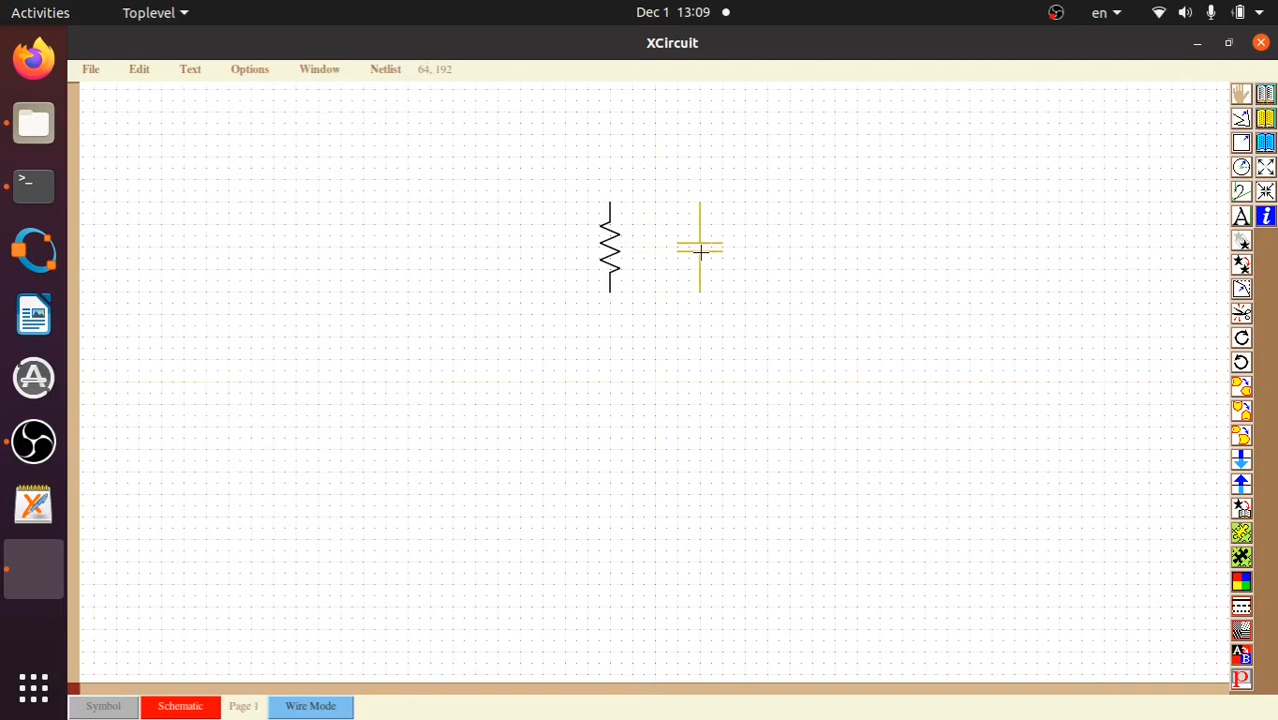 Activities
Toplevel
Dec 1 13:09
en
XCircuit
File Edit Text Options Window Netlist 64, 192
>_
A
A
i
A
B
p
Symbol Schematic Page 1 Wire Mode